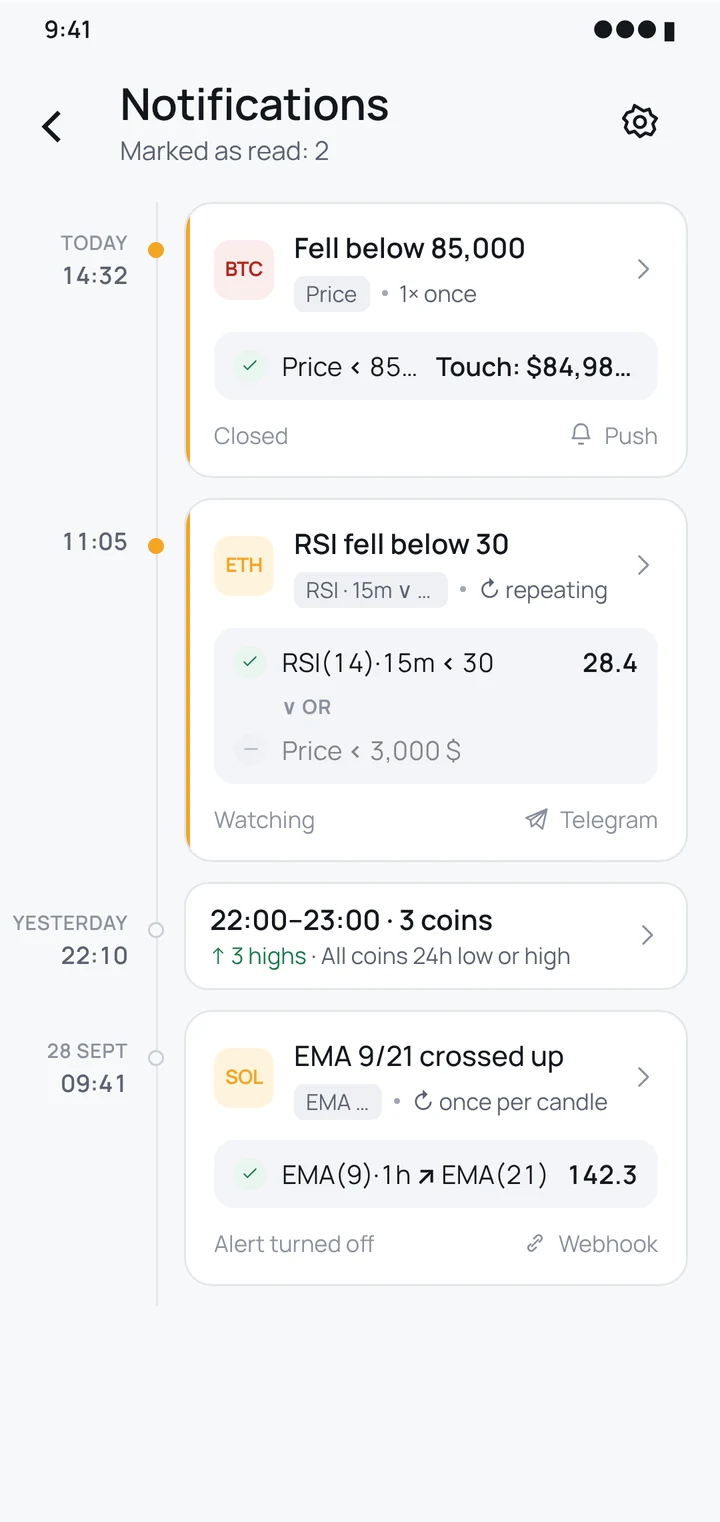 9:41
Notifications
Marked as read: 2
TODAY
14:32
BTC
Fell below 85,000
Price • 1× once
Price < 85… Touch: $84,98…
Closed
Push
11:05
ETH
RSI fell below 30
RSI · 15m ∨ … • ↻ repeating
RSI(14)·15m < 30 28.4
∨ OR
Price < 3,000 $
Watching
Telegram
YESTERDAY
22:10
22:00–23:00 · 3 coins
↑ 3 highs · All coins 24h low or high
28 SEPT
09:41
SOL
EMA 9/21 crossed up
EMA … • ↻ once per candle
EMA(9)·1h ↗ EMA(21) 142.3
Alert turned off
Webhook